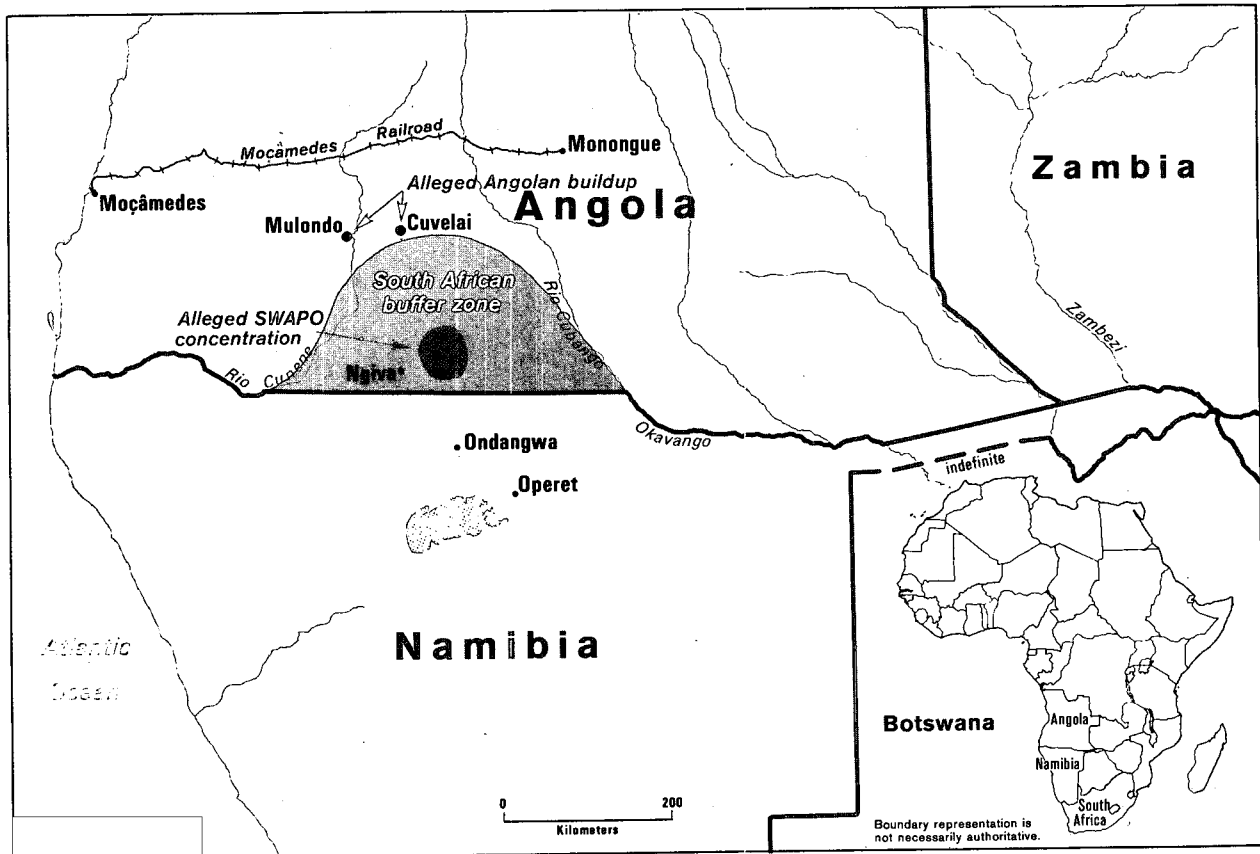 Moçâmedes
Railroad
Monongue
Zambia
Moçâmedes
Alleged Angolan buildup
Angola
Mulondo
Cuvelai
South African
buffer zone
Rio Cubango
Zambezi
Alleged SWAPO
concentration
Ngiva
Rio
Cunene
Okavango
Ondangwa
indefinite
Operet
Namibia
Atlantic
Ocean
Botswana
Angola
Namibia
South
Africa
0
200
Kilometers
Boundary representation is
not necessarily authoritative.